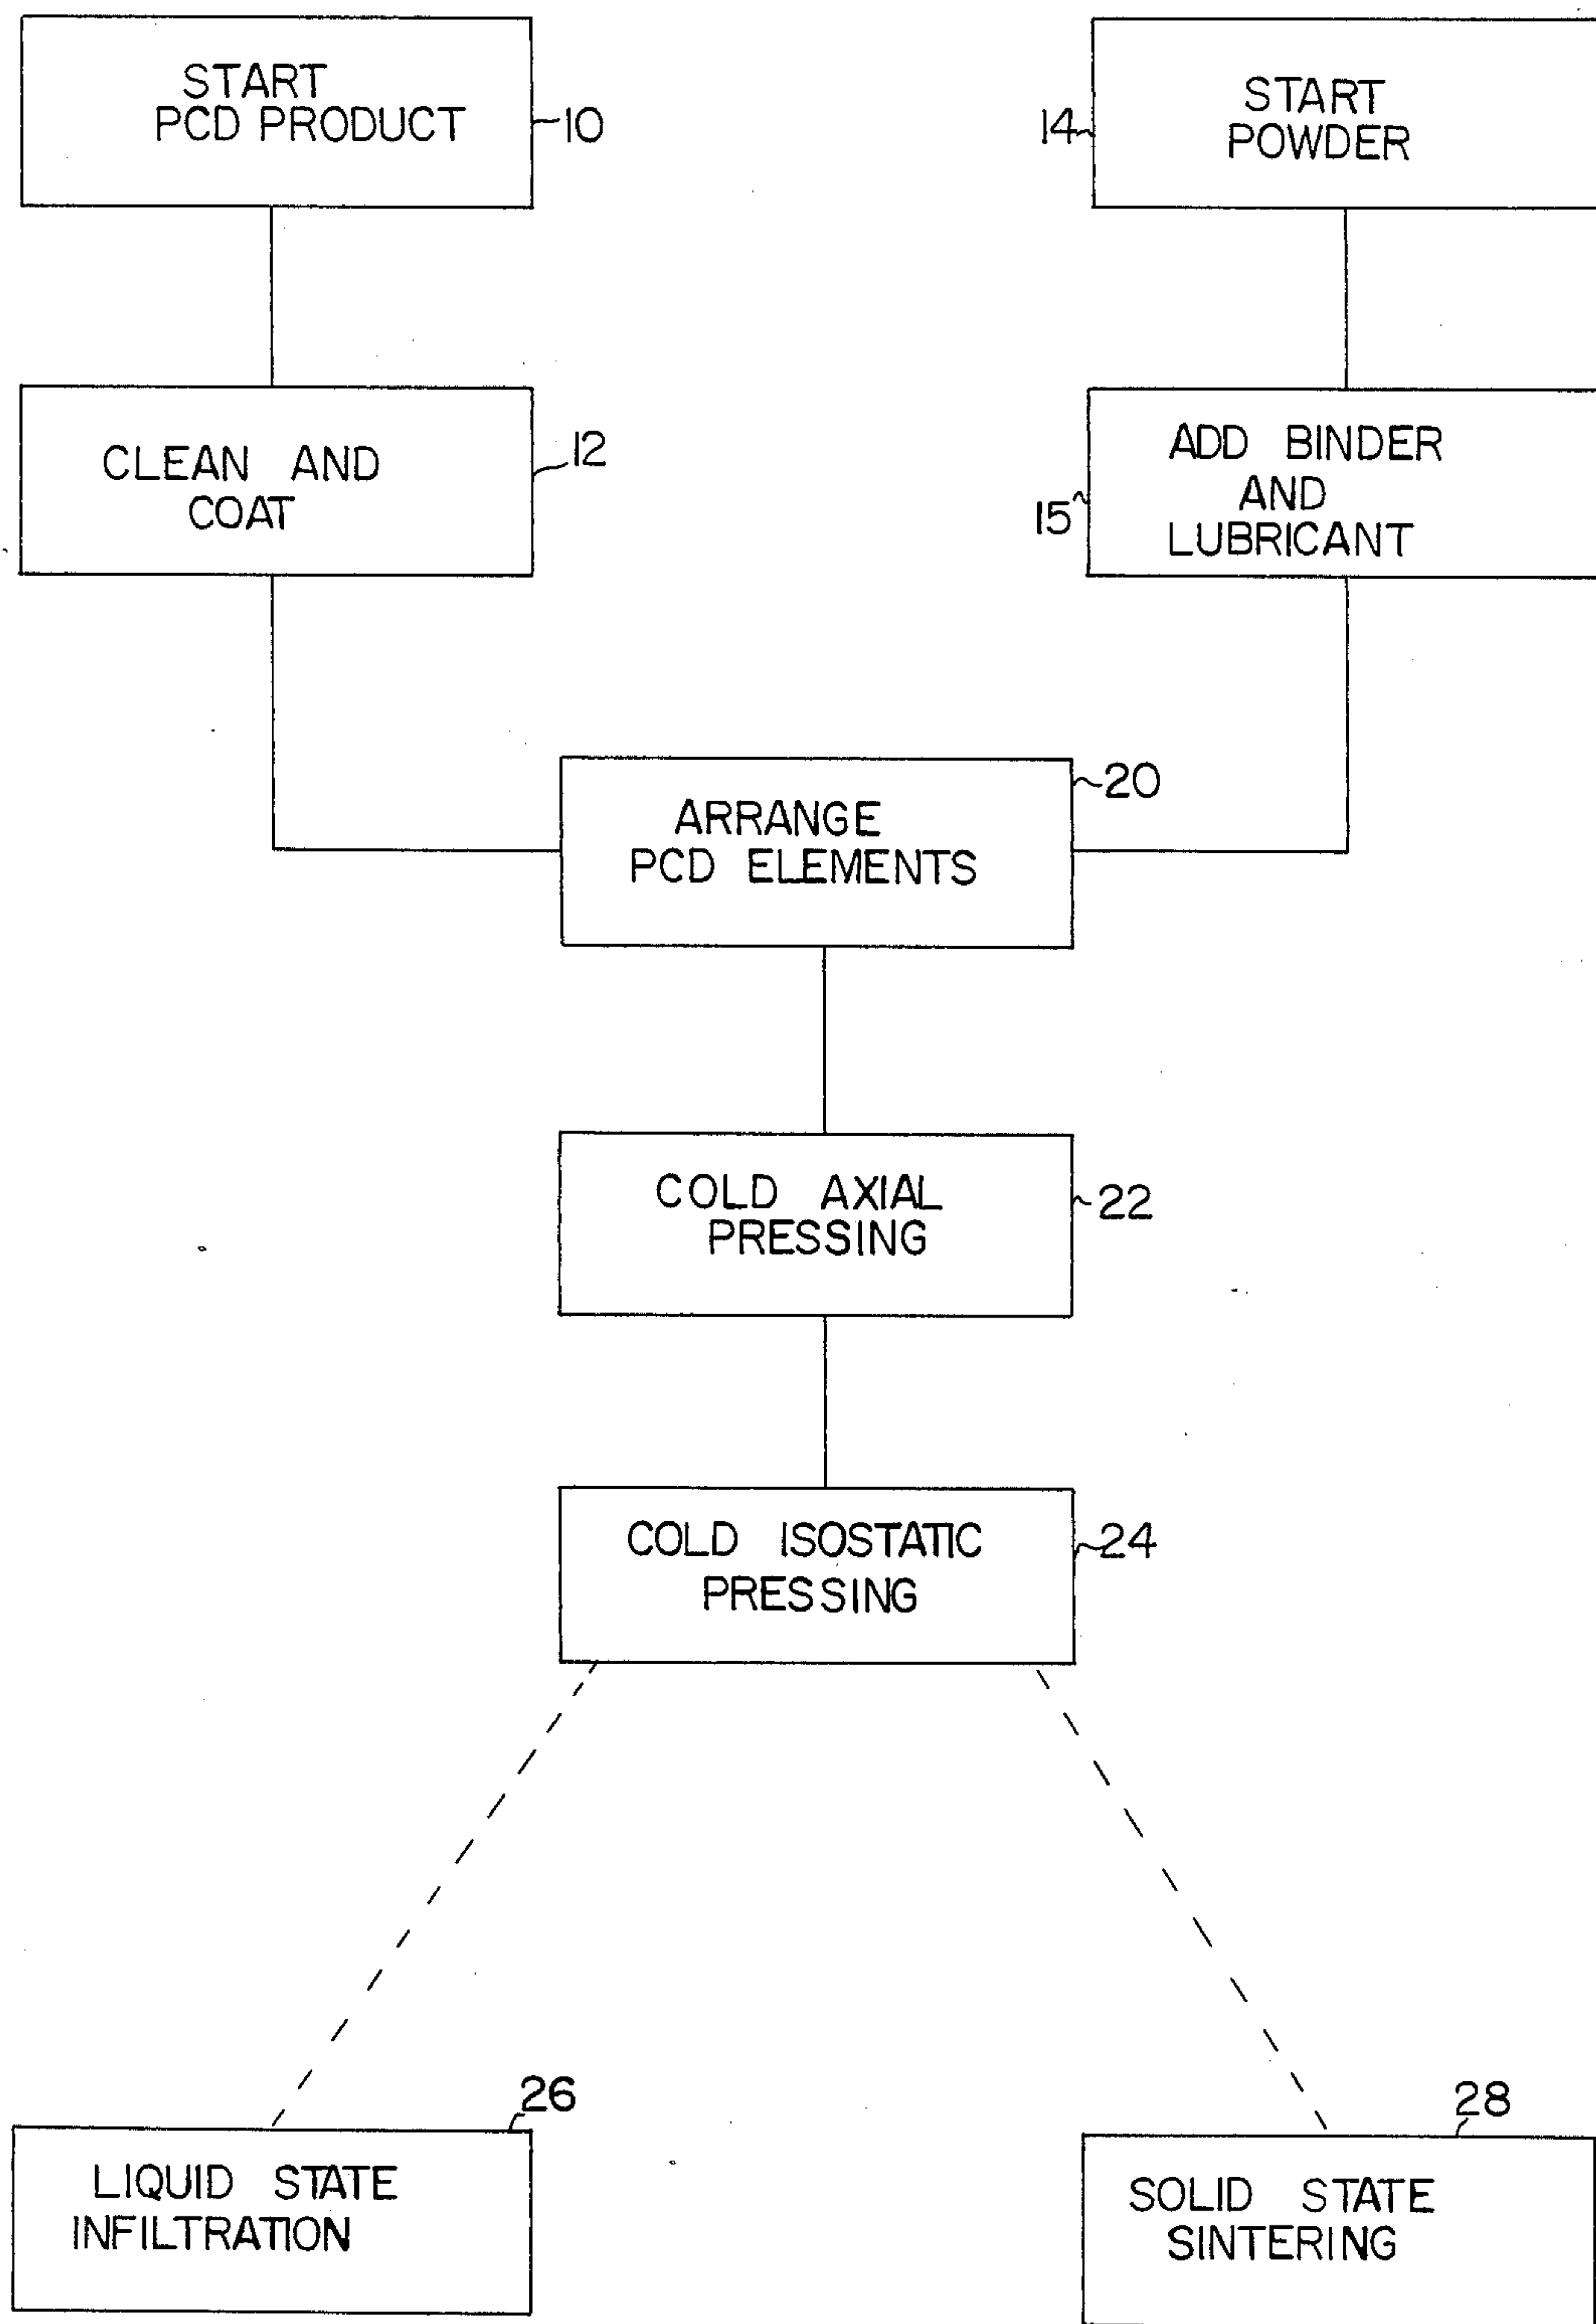 START
PCD PRODUCT
10
START
POWDER
14
CLEAN AND
COAT
12
ADD BINDER
AND
LUBRICANT
15
ARRANGE
PCD ELEMENTS
20
COLD AXIAL
PRESSING
22
COLD ISOSTATIC
PRESSING
24
LIQUID STATE
INFILTRATION
26
SOLID STATE
SINTERING
28